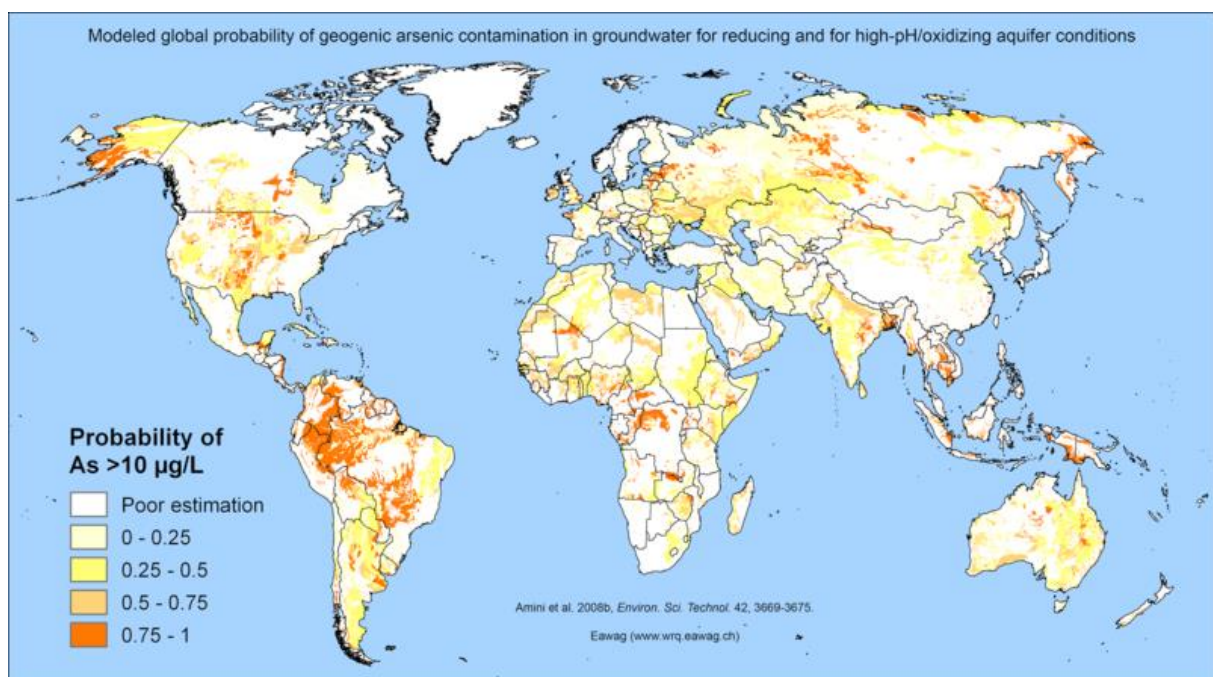 Modeled global probability of geogenic arsenic contamination in groundwater for reducing and for high-pH/oxidizing aquifer conditions
Probability of
As >10 µg/L
Poor estimation
0 - 0.25
0.25 - 0.5
0.5 - 0.75
0.75 - 1
Amini et al. 2008b, Environ. Sci. Technol. 42, 3669-3675.
Eawag (www.wrq.eawag.ch)